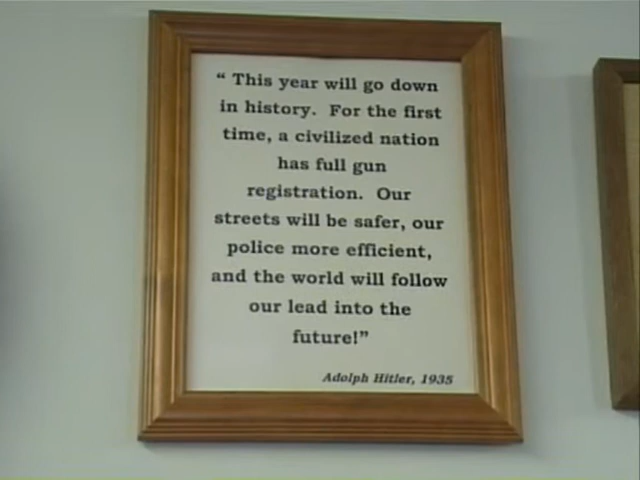 “ This year will go down
in history.  For the first
time, a civilized nation
has full gun
registration.  Our
streets will be safer, our
police more efficient,
and the world will follow
our lead into the
future!”
Adolph Hitler, 1935